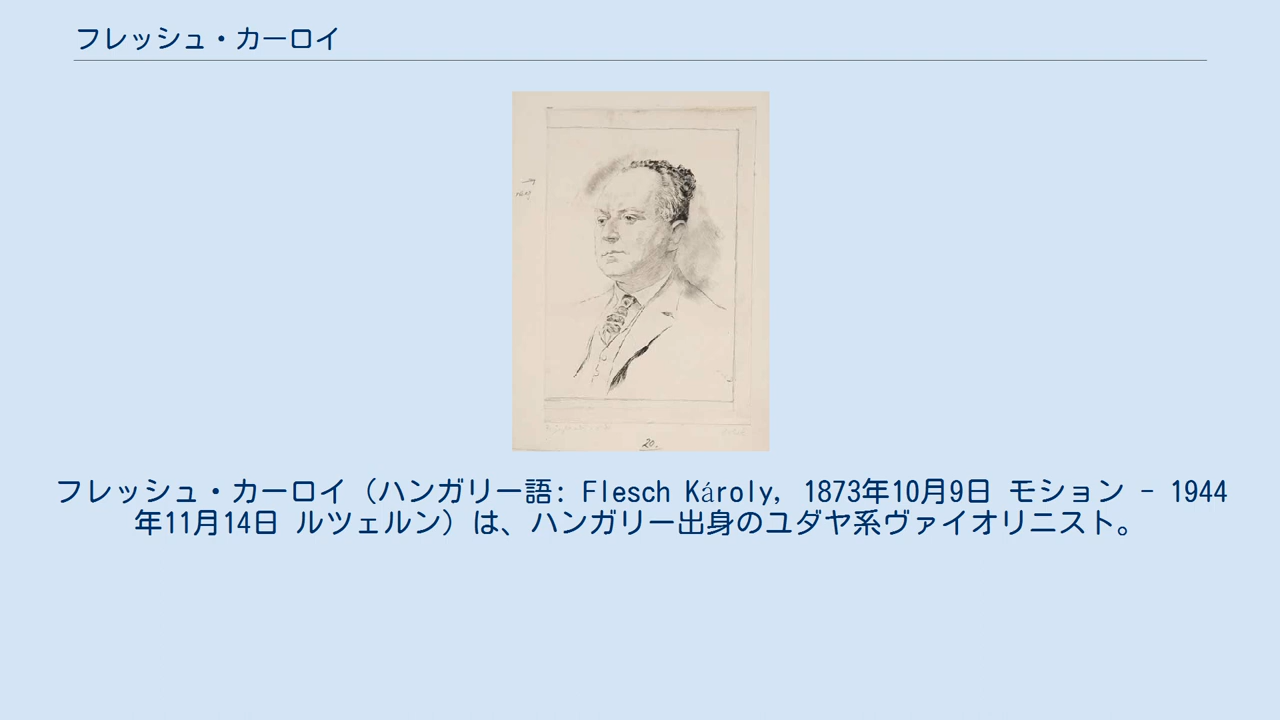 フレッシュ・カーロイ
20.
フレッシュ・カーロイ（ハンガリー語: Flesch Károly, 1873年10月9日 モション - 1944
年11月14日 ルツェルン）は、ハンガリー出身のユダヤ系ヴァイオリニスト。